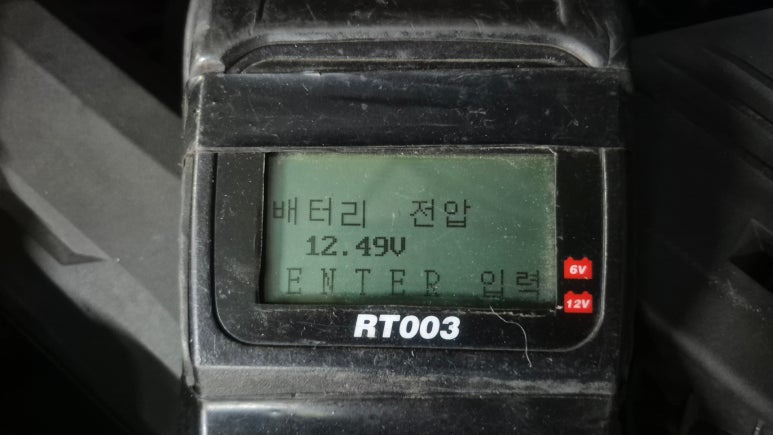 배터리 전압
12.49V
ENTER 입력
6V
12V
RT003